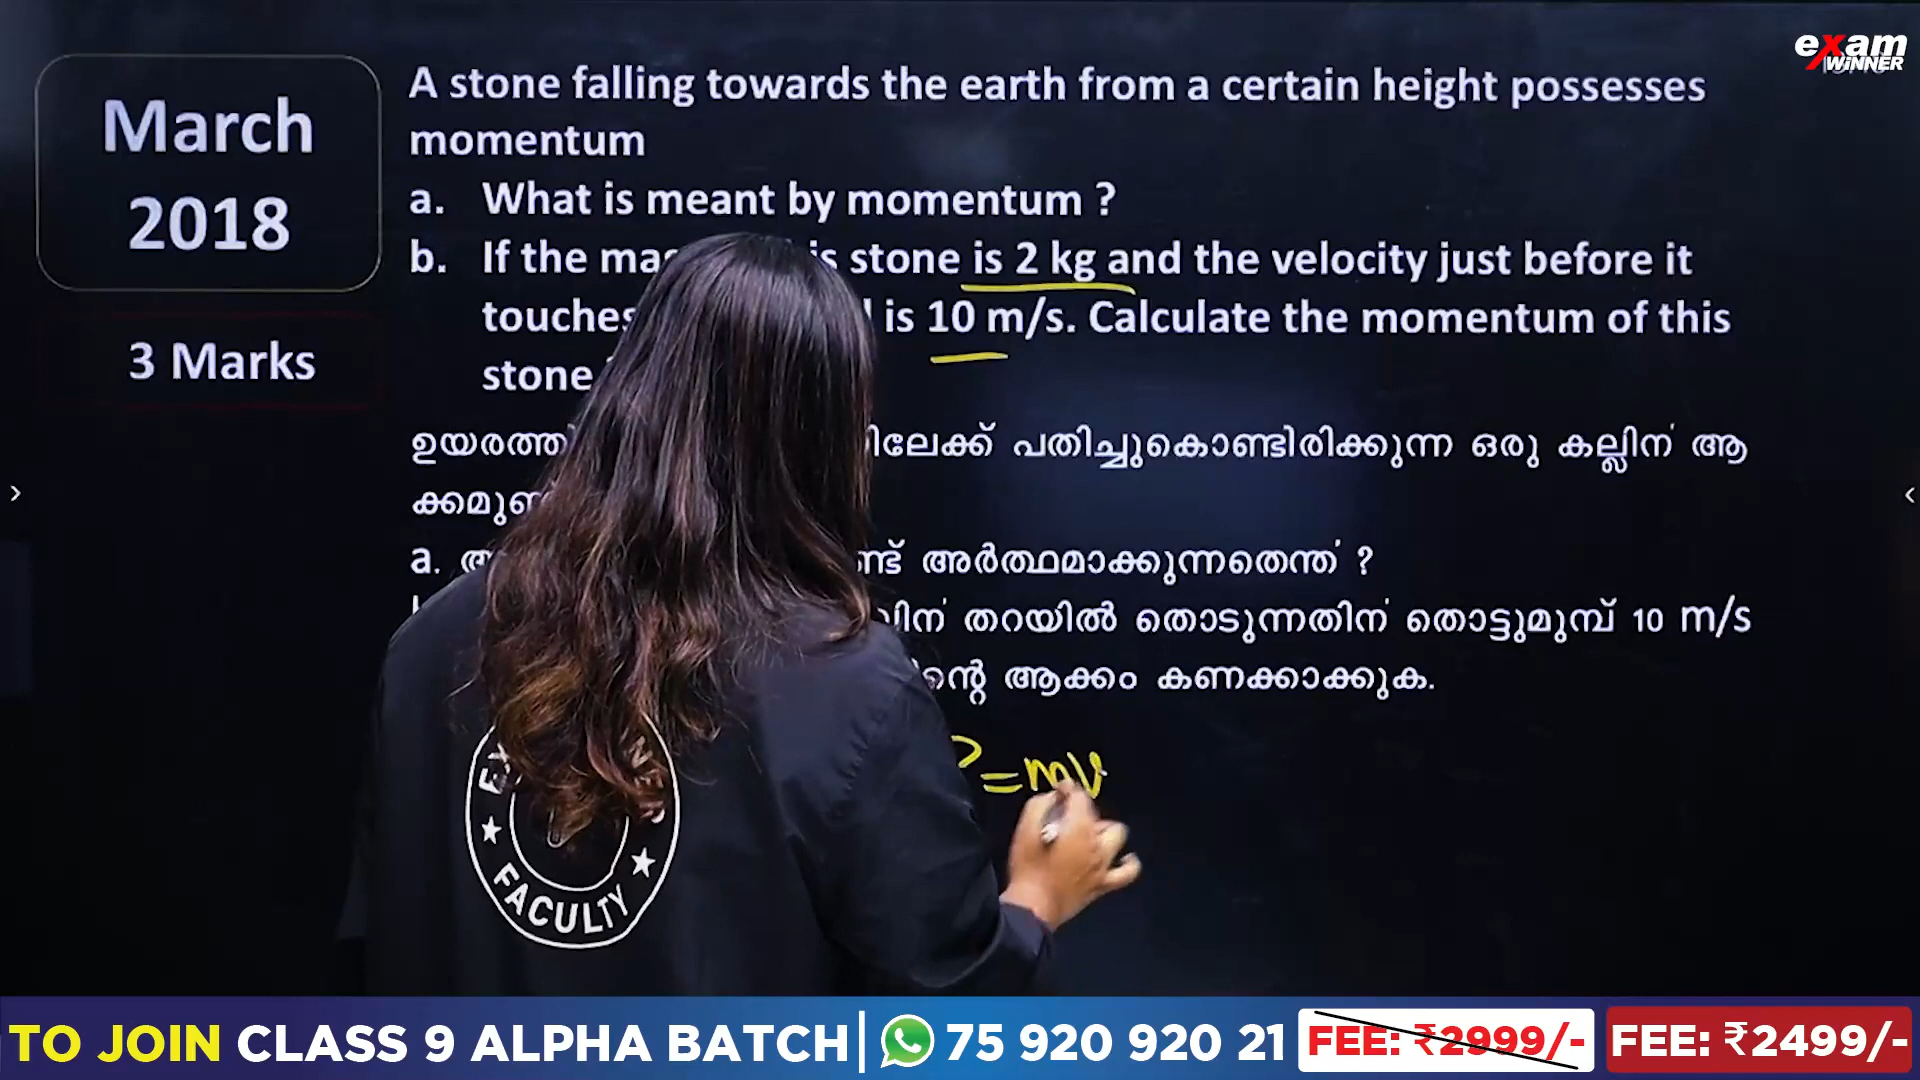 exam
WiNNER
March
2018
3 Marks
A stone falling towards the earth from a certain height possesses
momentum
a. What is meant by momentum ?
b. If the is stone is 2 kg and the velocity just before it
touches is 10 m/s. Calculate the momentum of this
stone
പതിച്ചുകൊണ്ടിരിക്കുന്ന ഒരു കല്ലിന് ആ
a. അർത്ഥമാക്കുന്നതെന്ത് ?
തറയിൽ തൊടുന്നതിന് തൊട്ടുമുമ്പ് 10 m/s
ആക്കം കണക്കാക്കുക.
P=mv
FACULTY
TO JOIN CLASS 9 ALPHA BATCH 75 920 920 21 FEE: ₹2999/- FEE: ₹2499/-